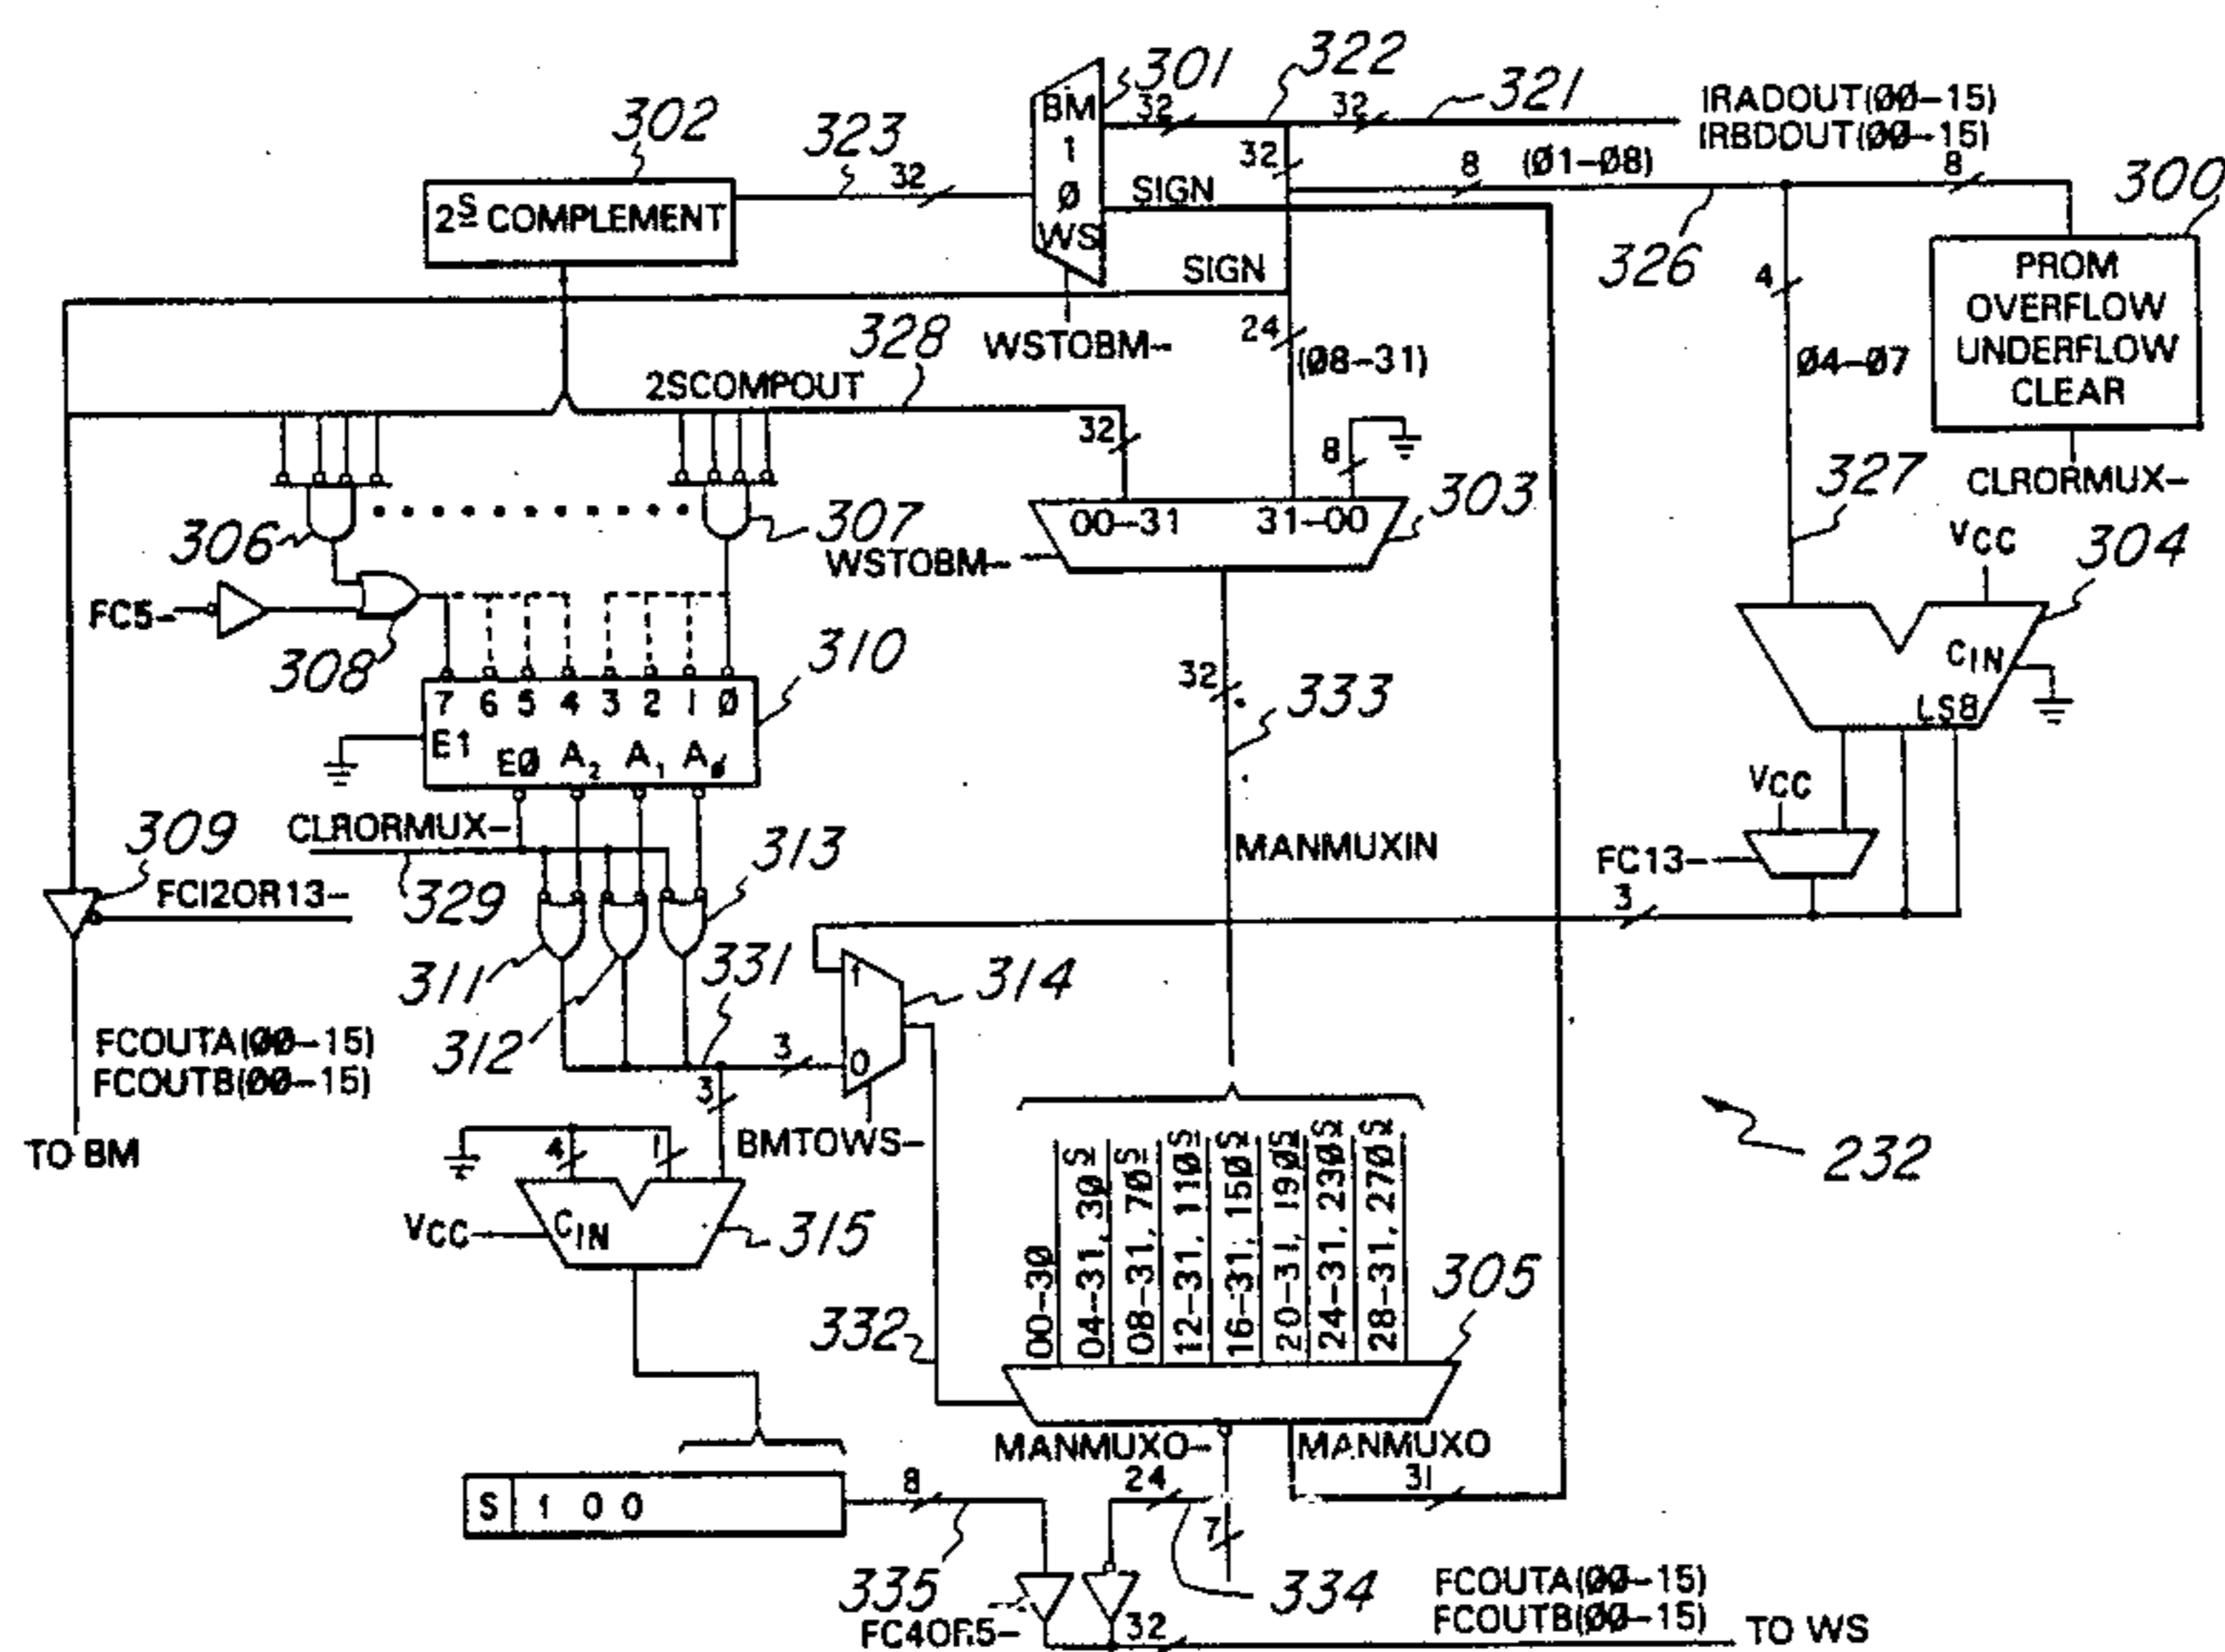 301
322
321
IRADOUT(ØØ-15)
IRBDOUT(ØØ-15)
302
323
BM
1
Ø
WS
32
32
32
32
8
(Ø1-Ø8)
8
300
2S COMPLEMENT
SIGN
SIGN
326
PROM
OVERFLOW
UNDERFLOW
CLEAR
WSTOBM-
24
(Ø8-31)
4
Ø4-Ø7
328
2SCOMPOUT
32
8
327
CLRORMUX-
306
307
00-31
31-00
303
WSTOBM-
VCC
304
FC5-
308
310
CIN
LSB
7 6 5 4 3 2 1 Ø
E1
EØ A2 A1 AØ
32
333
VCC
309
CLRORMUX-
313
MANMUXIN
FC13-
FC12OR13-
329
3
311
312
331
1
314
FCOUTA(ØØ-15)
FCOUTB(ØØ-15)
3
0
3
TO BM
4
1
BMTOWS-
232
VCC
CIN
315
00-30
04-31, 3ØS
08-31, 7ØS
12-31, 11ØS
16-31, 15ØS
20-31, 19ØS
24-31, 23ØS
28-31, 27ØS
305
332
MANMUXO-
MANMUXO
S 1 0 0
8
24
31
7
335
334
FC4OR5-
32
FCOUTA(ØØ-15)
FCOUTB(ØØ-15)
TO WS